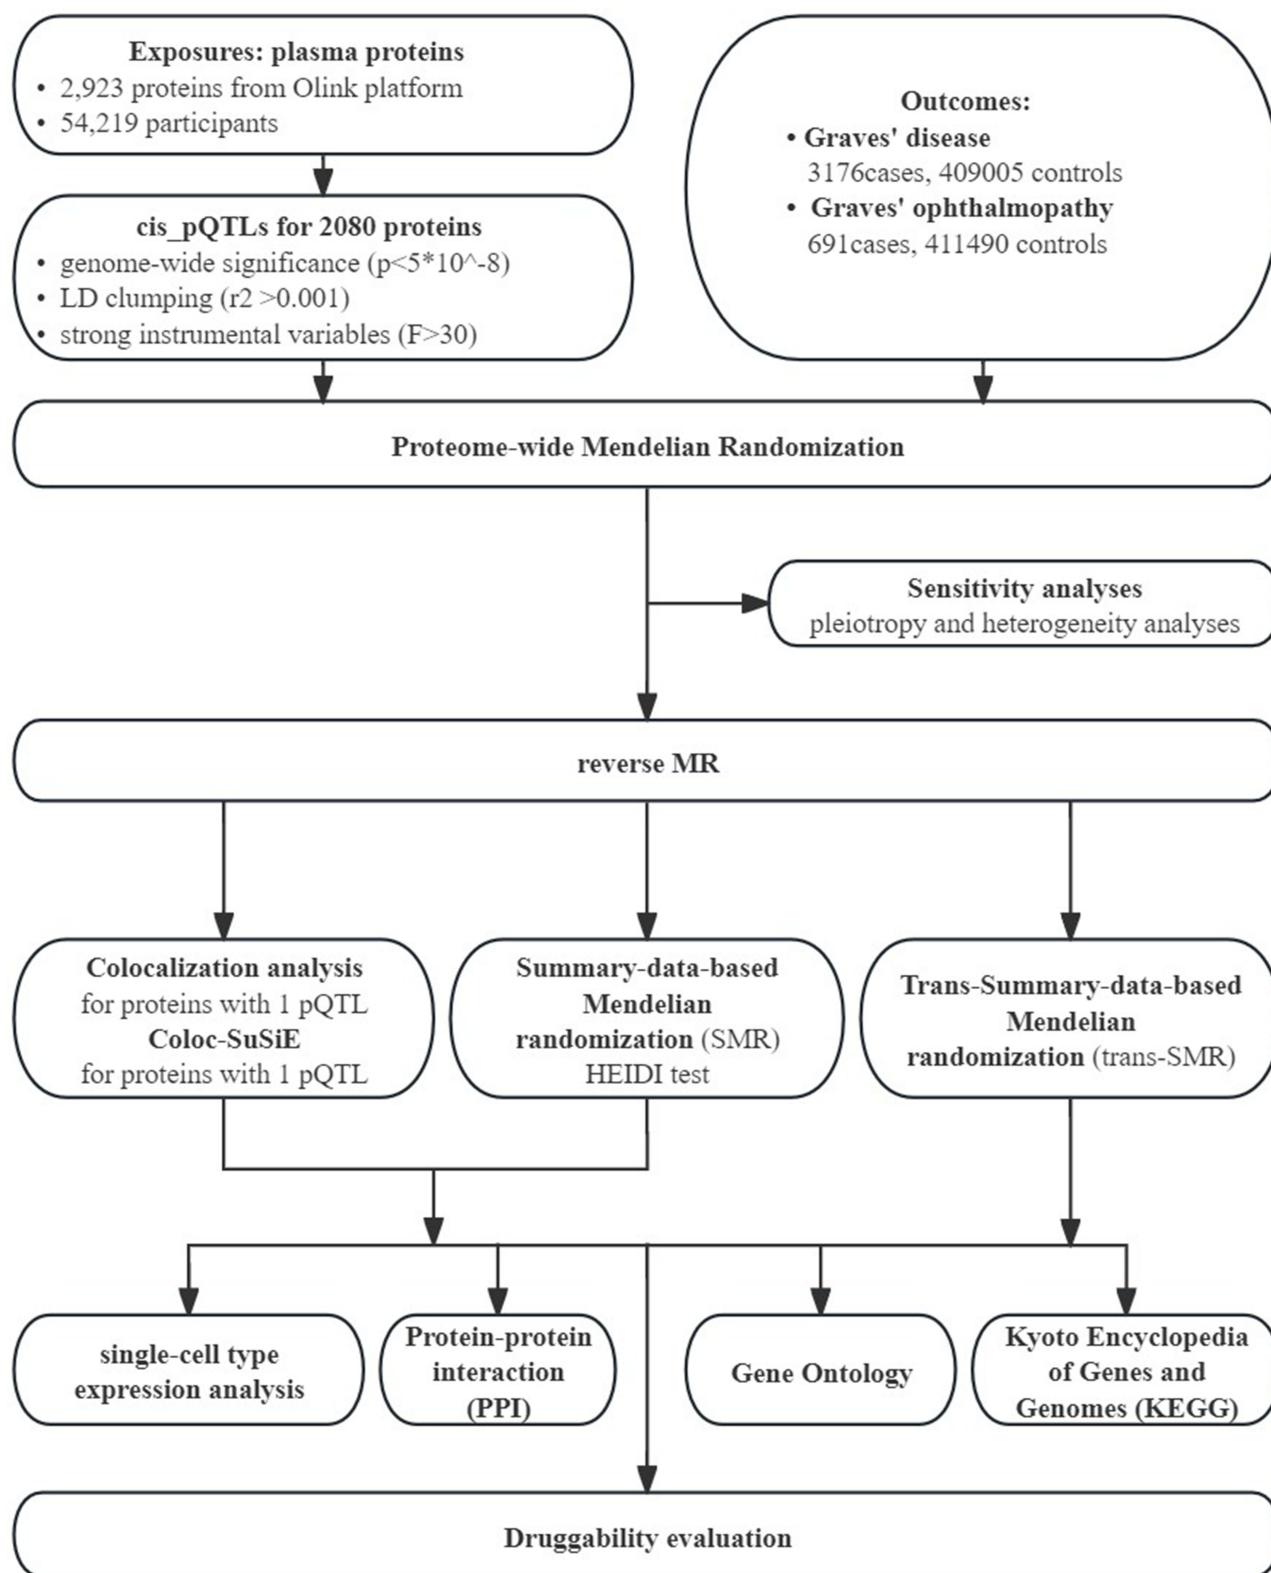 Exposures: plasma proteins
• 2,923 proteins from Olink platform
• 54,219 participants
Outcomes:
• Graves' disease
3176cases, 409005 controls
• Graves' ophthalmopathy
691cases, 411490 controls
cis_pQTLs for 2080 proteins
• genome-wide significance (p<5*10^-8)
• LD clumping (r2 >0.001)
• strong instrumental variables (F>30)
Proteome-wide Mendelian Randomization
Sensitivity analyses
pleiotropy and heterogeneity analyses
reverse MR
Colocalization analysis
for proteins with 1 pQTL
Coloc-SuSiE
for proteins with 1 pQTL
Summary-data-based
Mendelian
randomization (SMR)
HEIDI test
Trans-Summary-data-based
Mendelian
randomization (trans-SMR)
single-cell type
expression analysis
Protein-protein
interaction
(PPI)
Gene Ontology
Kyoto Encyclopedia
of Genes and
Genomes (KEGG)
Druggability evaluation